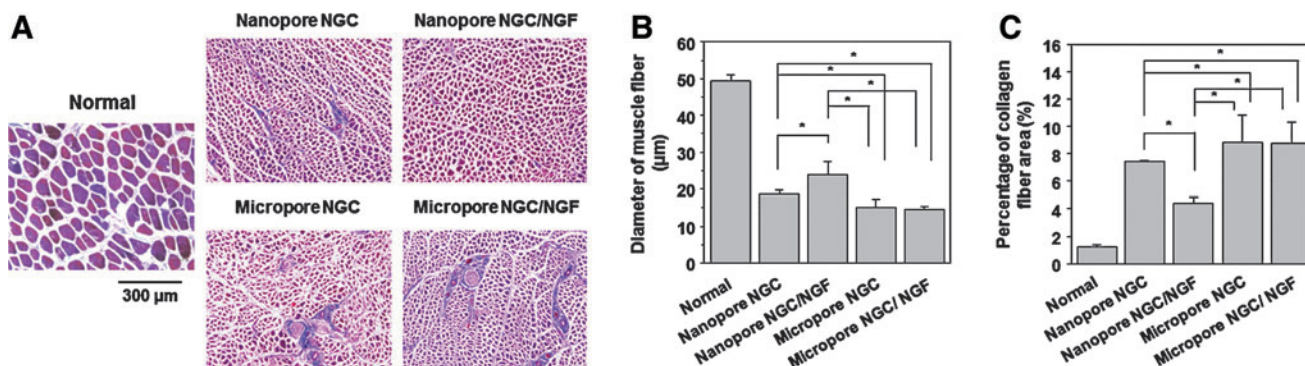 A
Normal
300 µm
Nanopore NGC
Nanopore NGC/NGF
Micropore NGC
Micropore NGC/NGF
B
Diameter of muscle fiber
(µm)
60
50
40
30
20
10
0
*
*
*
*
*
Normal
Nanopore NGC
Nanopore NGC/NGF
Micropore NGC
Micropore NGC/ NGF
C
Percentage of collagen
fiber area (%)
16
14
12
10
8
6
4
2
0
*
*
*
*
*
Normal
Nanopore NGC
Nanopore NGC/NGF
Micropore NGC
Micropore NGC/ NGF